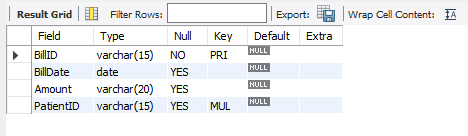 Result Grid Filter Rows: Export: Wrap Cell Content: IA
Field Type Null Key Default Extra
BillID varchar(15) NO PRI NULL
BillDate date YES NULL
Amount varchar(20) YES NULL
PatientID varchar(15) YES MUL NULL